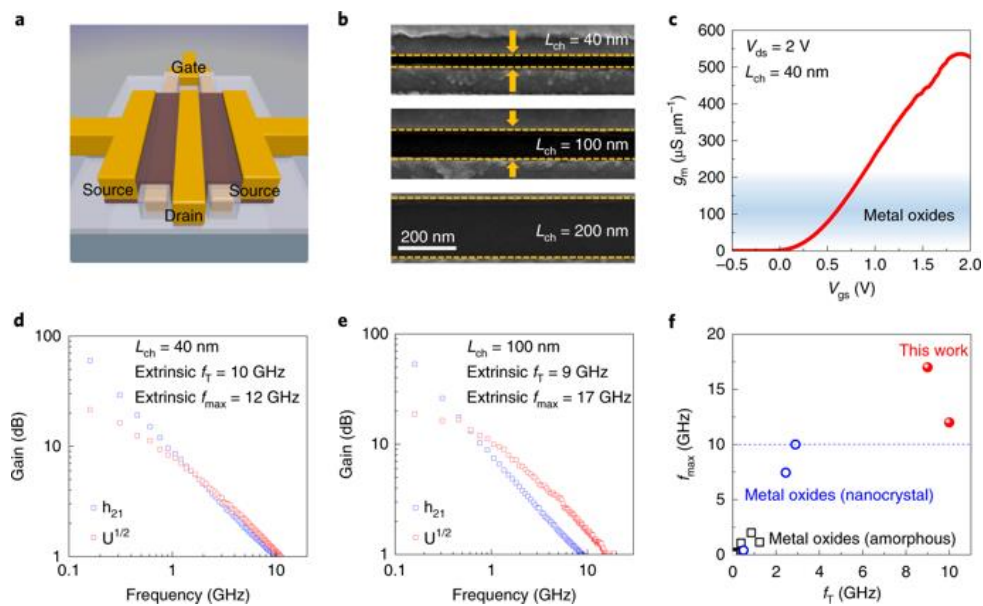 a
Gate
Source
Source
Drain
b
L_ch = 40 nm
L_ch = 100 nm
L_ch = 200 nm
200 nm
c
V_ds = 2 V
L_ch = 40 nm
Metal oxides
g_m (μS μm⁻¹)
600
500
400
300
200
100
0
−0.5 0.0 0.5 1.0 1.5 2.0
V_gs (V)
d
L_ch = 40 nm
Extrinsic f_T = 10 GHz
Extrinsic f_max = 12 GHz
Gain (dB)
100
10
1
h_21
U^1/2
0.1 1 10
Frequency (GHz)
e
L_ch = 100 nm
Extrinsic f_T = 9 GHz
Extrinsic f_max = 17 GHz
Gain (dB)
100
10
1
h_21
U^1/2
0.1 1 10
Frequency (GHz)
f
This work
Metal oxides (nanocrystal)
Metal oxides (amorphous)
f_max (GHz)
20
15
10
5
0
0 2 4 6 8 10
f_T (GHz)